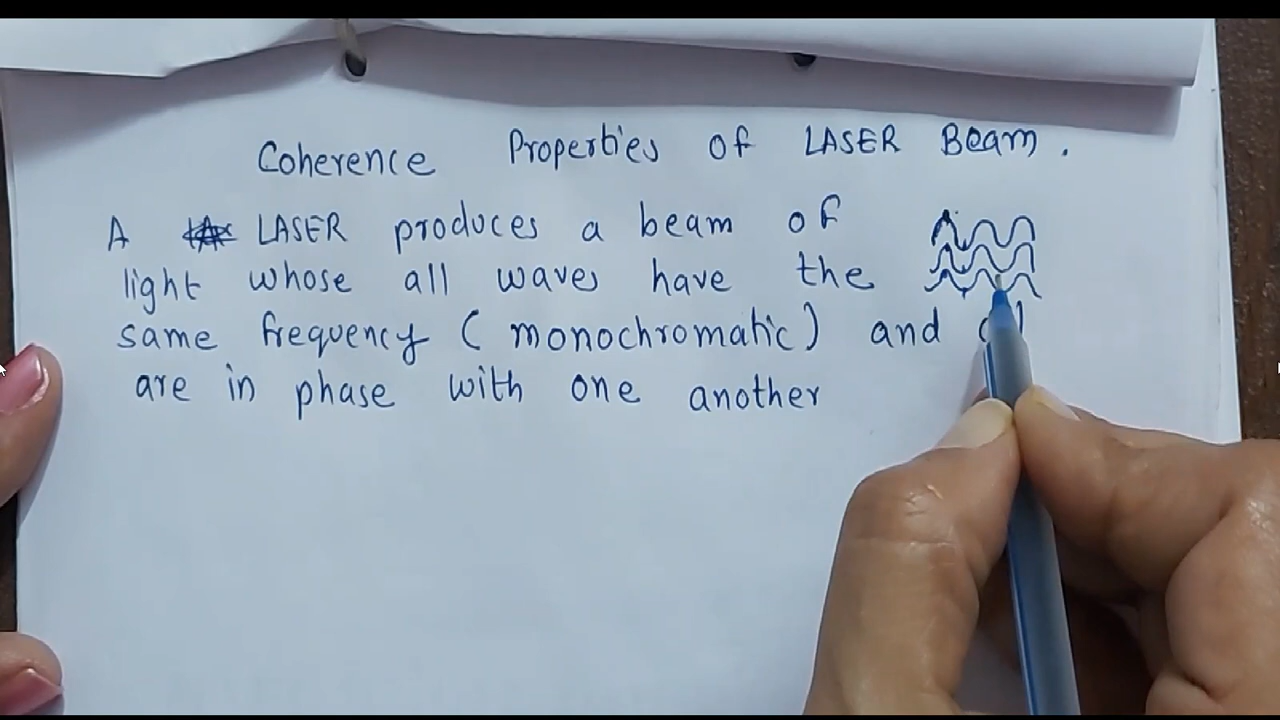 Coherence Properties of LASER Beam.
A LASER produces a beam of
light whose all waves have the
same frequency (monochromatic) and
are in phase with one another